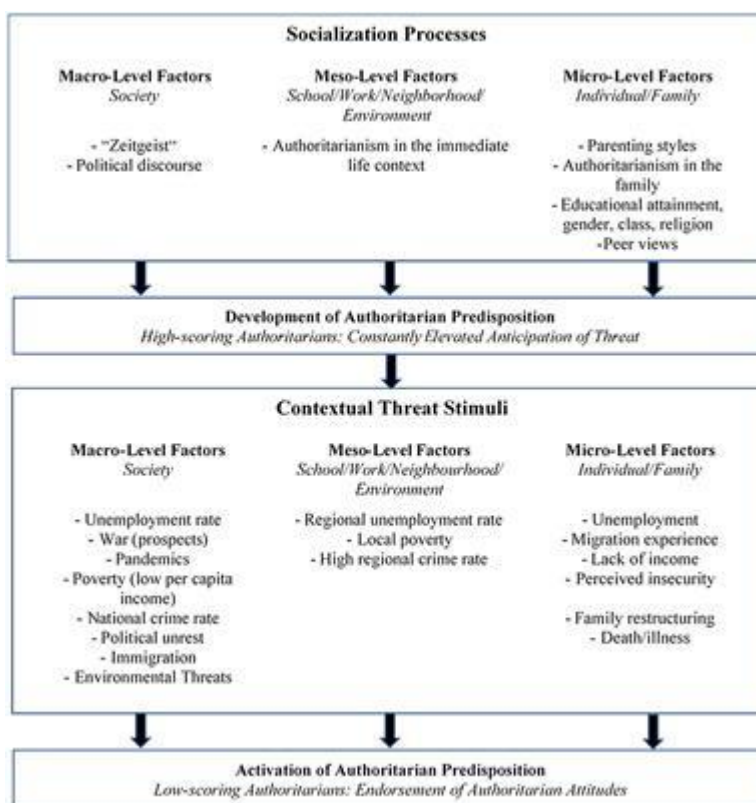 Socialization Processes
Macro-Level Factors
Society
- “Zeitgeist“
- Political discourse
Meso-Level Factors
School/Work/Neighborhood/
Environment
- Authoritarianism in the immediate
life context
Micro-Level Factors
Individual/Family
- Parenting styles
- Authoritarianism in the
family
- Educational attainment,
gender, class, religion
-Peer views
Development of Authoritarian Predisposition
High-scoring Authoritarians: Constantly Elevated Anticipation of Threat
Contextual Threat Stimuli
Macro-Level Factors
Society
- Unemployment rate
- War (prospects)
- Pandemics
- Poverty (low per capita
income)
- National crime rate
- Political unrest
- Immigration
- Environmental Threats
Meso-Level Factors
School/Work/Neighbourhood/
Environment
- Regional unemployment rate
- Local poverty
- High regional crime rate
Micro-Level Factors
Individual/Family
- Unemployment
- Migration experience
- Lack of income
- Perceived insecurity
- Family restructuring
- Death/illness
Activation of Authoritarian Predisposition
Low-scoring Authoritarians: Endorsement of Authoritarian Attitudes